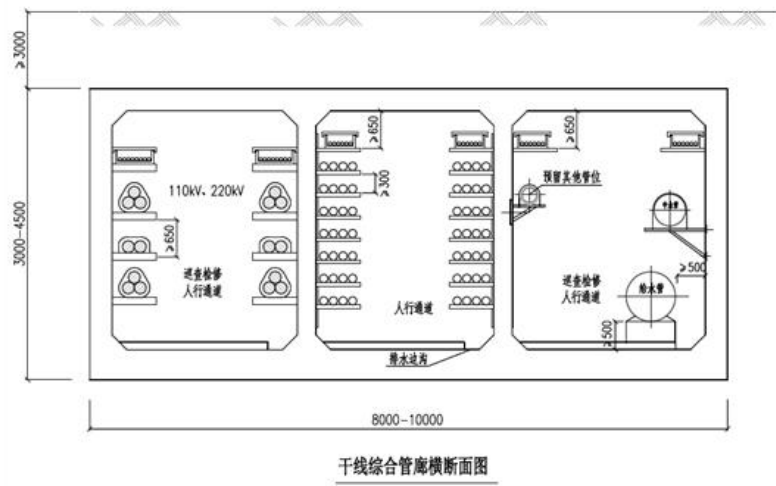 ≥3000
3000-4500
110kV、220kV
≥650
巡查检修
人行通道
≥650
≥300
人行通道
排水边沟
≥650
预留其他管位
中水管
≥500
巡查检修
人行通道
给水管
≥500
8000-10000
干线综合管廊横断面图